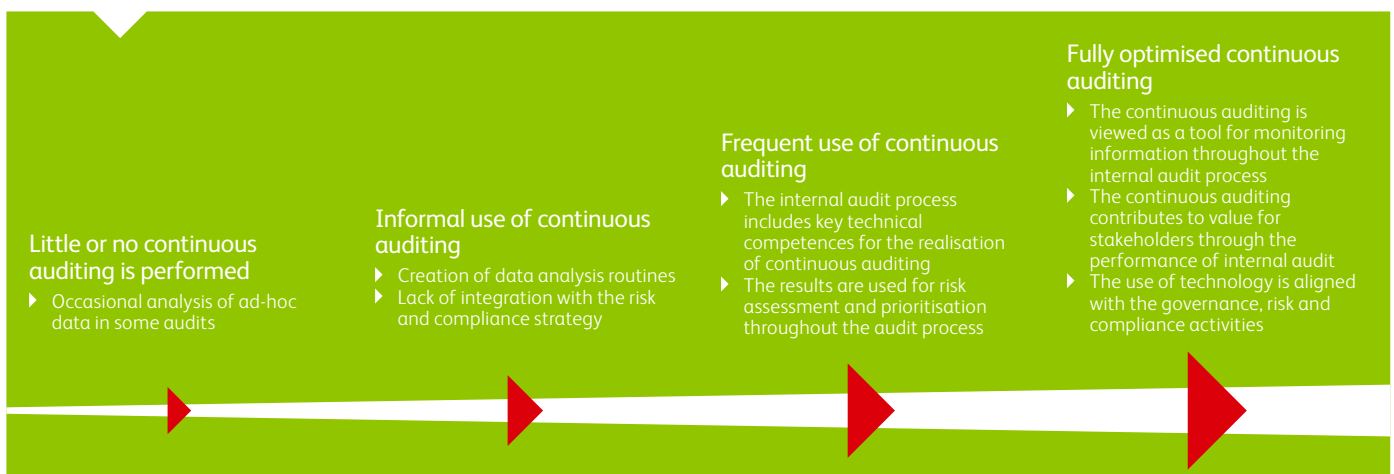 Little or no continuous
auditing is performed
Occasional analysis of ad-hoc
data in some audits
Informal use of continuous
auditing
Creation of data analysis routines
Lack of integration with the risk
and compliance strategy
Frequent use of continuous
auditing
The internal audit process
includes key technical
competences for the realisation
of continuous auditing
The results are used for risk
assessment and prioritisation
throughout the audit process
Fully optimised continuous
auditing
The continuous auditing is
viewed as a tool for monitoring
information throughout the
internal audit process
The continuous auditing
contributes to value for
stakeholders through the
performance of internal audit
The use of technology is aligned
with the governance, risk and
compliance activities